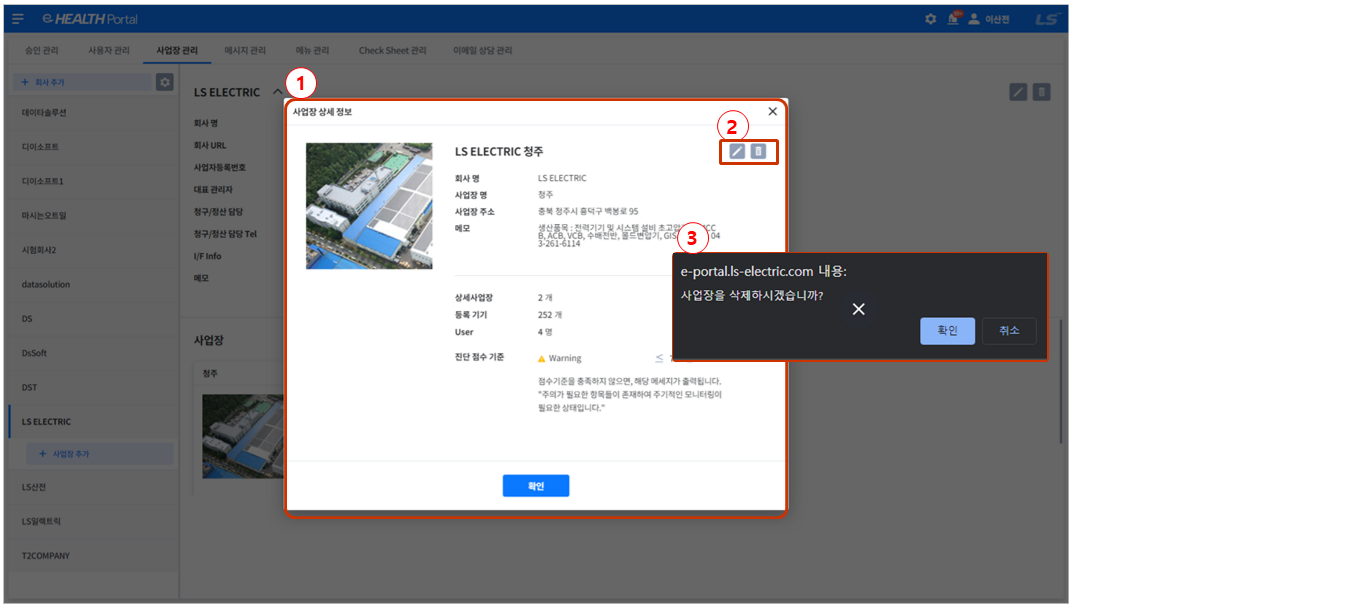 e-HEALTH Portal
이산전
LS
승인 관리 사용자 관리 사업장 관리 메시지 관리 메뉴 관리 Check Sheet 관리 이메일 상담 관리
+ 회사 추가
데이타솔루션
다이소프트
다이소프트1
마시는모드밀
시험회사2
datasolution
DS
DsSoft
DST
LS ELECTRIC
+ 사업장 추가
LS산전
LS일렉트릭
T2COMPANY
LS ELECTRIC
회사 명
회사 URL
사업자등록번호
대표 관리자
청구/정산 담당
청구/정산 담당 Tel
I/F Info
메모
사업장
청주
1
사업장 상세 정보
2
LS ELECTRIC 청주
회사 명 LS ELECTRIC
사업장 명 청주
사업장 주소 충북 청주시 흥덕구 백봉로 95
메모 생산품목 : 전력기기 및 시스템 설비 초고압 CC
B, ACB, VCB, 수배전반, 몰드변압기, GIS 04
3-261-6114
상세사업장 2 개
등록 기기 252 개
User 4 명
진단 점수 기준 Warning ≤
점수기준을 충족하지 않으면, 해당 메세지가 출력됩니다.
"주의가 필요한 항목들이 존재하여 주기적인 모니터링이
필요한 상태입니다."
확인
3
e-portal.ls-electric.com 내용:
사업장을 삭제하시겠습니까?
확인 취소